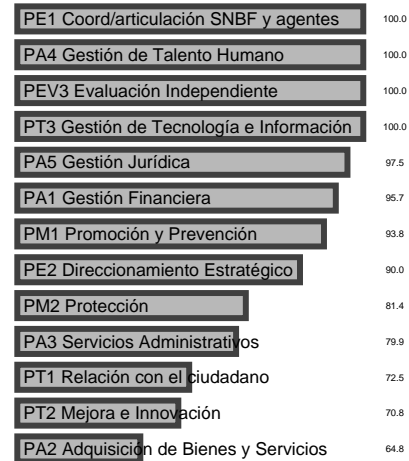 PE1 Coord/articulación SNBF y agentes 100.0
PA4 Gestión de Talento Humano 100.0
PEV3 Evaluación Independiente 100.0
PT3 Gestión de Tecnología e Información 100.0
PA5 Gestión Jurídica 97.5
PA1 Gestión Financiera 95.7
PM1 Promoción y Prevención 93.8
PE2 Direccionamiento Estratégico 90.0
PM2 Protección 81.4
PA3 Servicios Administrativos 79.9
PT1 Relación con el ciudadano 72.5
PT2 Mejora e Innovación 70.8
PA2 Adquisición de Bienes y Servicios 64.8